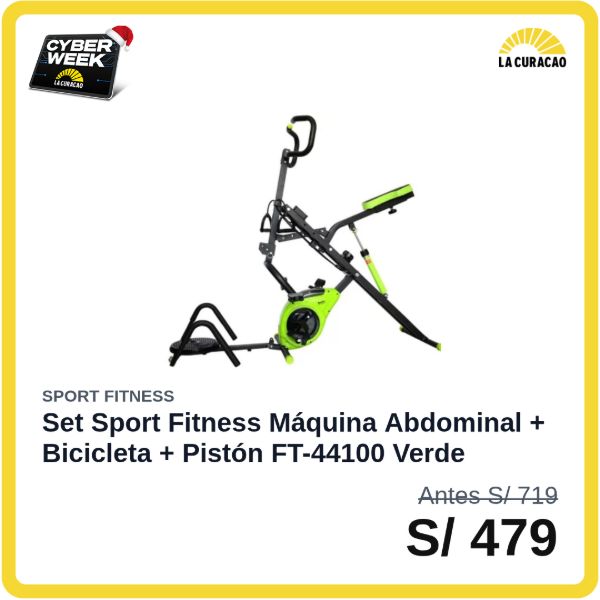 CYBER
WEEK
LA CURACAO
LA CURACAO
SPORT FITNESS
Set Sport Fitness Máquina Abdominal +
Bicicleta + Pistón FT-44100 Verde
Antes S/ 719
S/ 479